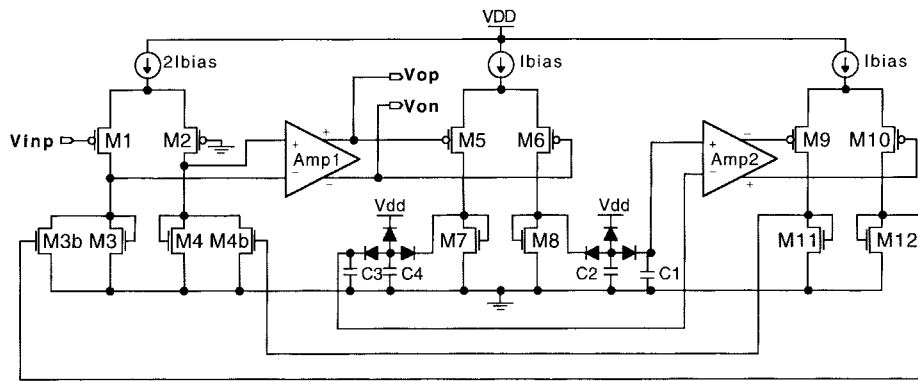 VDD
2Ibias
Ibias
Ibias
Vop
Von
Vinp
M1
M2
+
Amp1
−
+
−
M5
M6
+
Amp2
−
−
+
M9
M10
Vdd
Vdd
M3b
M3
M4
M4b
C3
C4
M7
M8
C2
C1
M11
M12